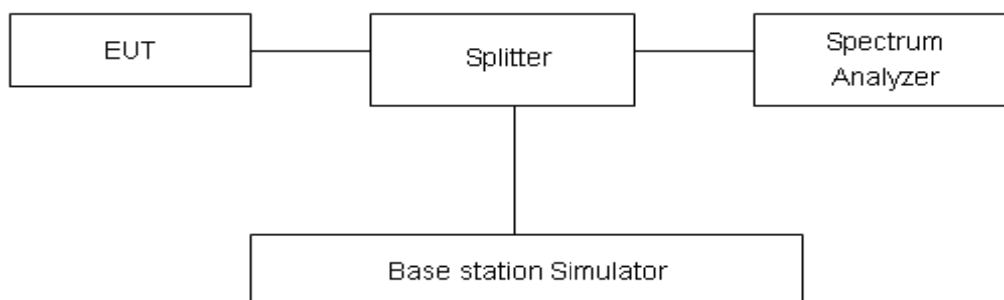 EUT
Splitter
Spectrum
Analyzer
Base station Simulator